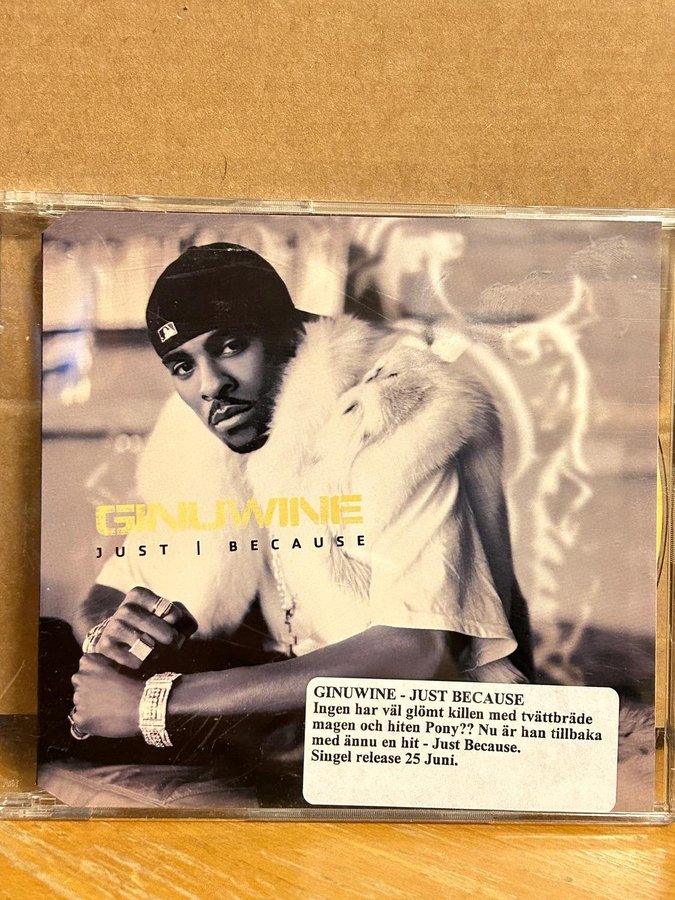 GINUWINE
JUST | BECAUSE
GINUWINE - JUST BECAUSE
Ingen har väl glömt killen med tvättbräde
magen och hiten Pony?? Nu är han tillbaka
med ännu en hit - Just Because.
Singel release 25 Juni.